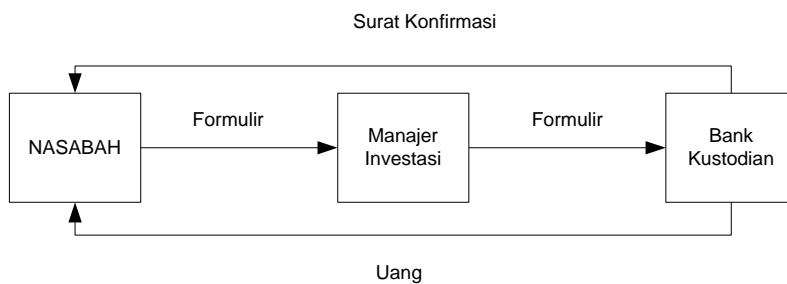 Surat Konfirmasi
NASABAH
Formulir
Manajer
Investasi
Formulir
Bank
Kustodian
Uang